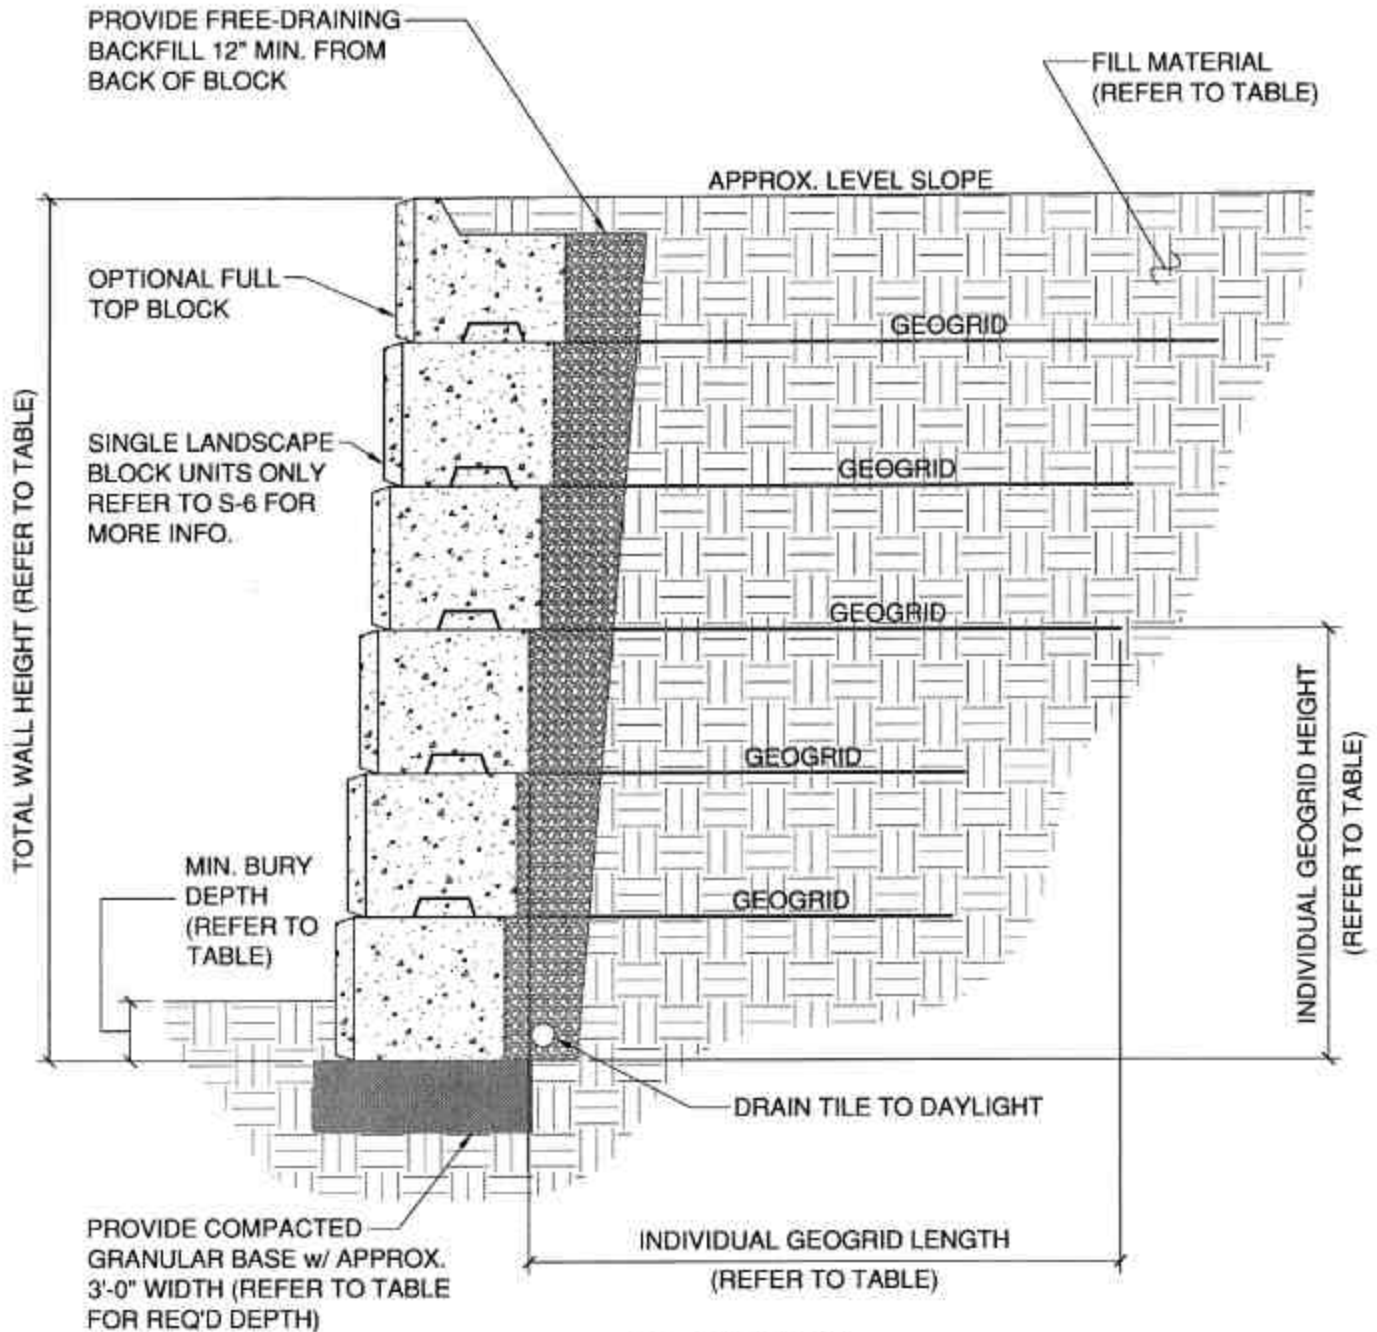 PROVIDE FREE-DRAINING
BACKFILL 12" MIN. FROM
BACK OF BLOCK
FILL MATERIAL
(REFER TO TABLE)
APPROX. LEVEL SLOPE
OPTIONAL FULL
TOP BLOCK
GEOGRID
TOTAL WALL HEIGHT (REFER TO TABLE)
SINGLE LANDSCAPE
BLOCK UNITS ONLY
REFER TO S-6 FOR
MORE INFO.
GEOGRID
GEOGRID
INDIVIDUAL GEOGRID HEIGHT
(REFER TO TABLE)
GEOGRID
MIN. BURY
DEPTH
(REFER TO
TABLE)
GEOGRID
DRAIN TILE TO DAYLIGHT
PROVIDE COMPACTED
GRANULAR BASE w/ APPROX.
3'-0" WIDTH (REFER TO TABLE
FOR REQ'D DEPTH)
INDIVIDUAL GEOGRID LENGTH
(REFER TO TABLE)